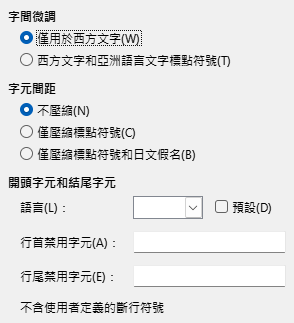 字間微調
僅用於西方文字(W)
西方文字和亞洲語言文字標點符號(T)
字元間距
不壓縮(N)
僅壓縮標點符號(C)
僅壓縮標點符號和日文假名(B)
開頭字元和結尾字元
語言(L)： 預設(D)
行首禁用字元(A)：
行尾禁用字元(E)：
不含使用者定義的斷行符號